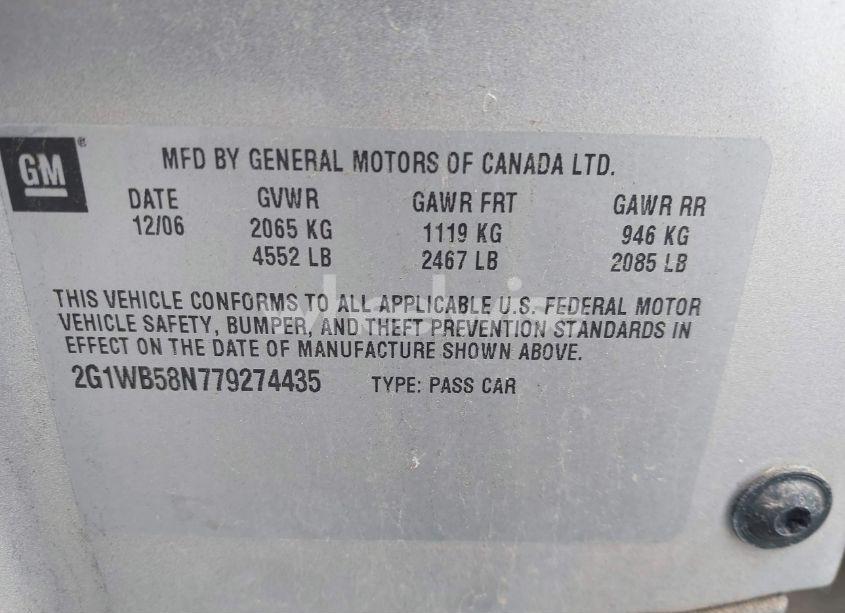 GM®
MFD BY GENERAL MOTORS OF CANADA LTD.
DATE GVWR GAWR FRT GAWR RR
12/06 2065 KG 1119 KG 946 KG
4552 LB 2467 LB 2085 LB
THIS VEHICLE CONFORMS TO ALL APPLICABLE U.S. FEDERAL MOTOR
VEHICLE SAFETY, BUMPER, AND THEFT PREVENTION STANDARDS IN
EFFECT ON THE DATE OF MANUFACTURE SHOWN ABOVE.
2G1WB58N779274435 TYPE: PASS CAR